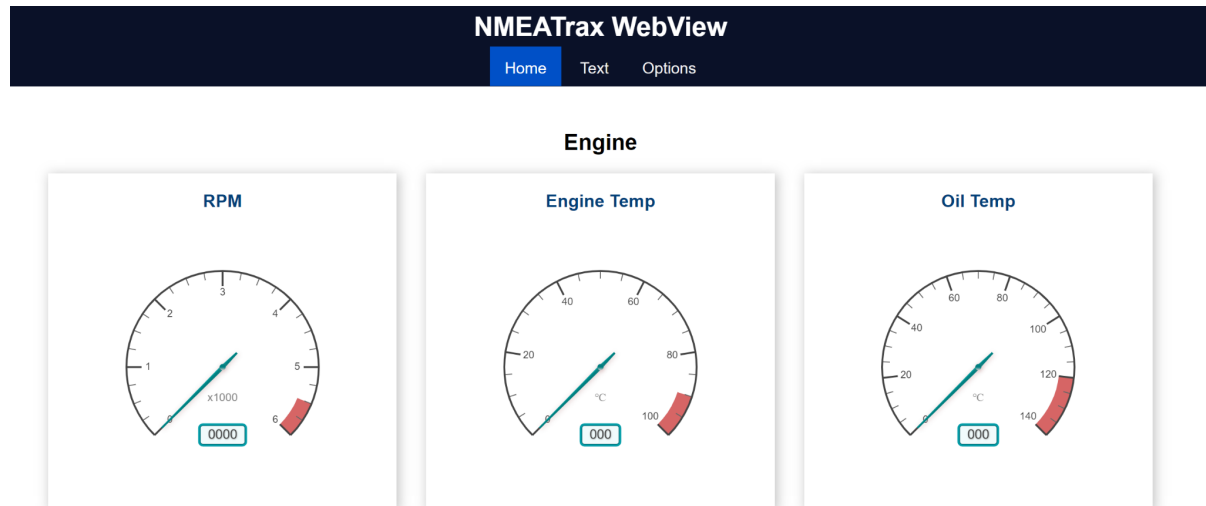 NMEATrax WebView
Home Text Options
Engine
RPM
0 1 2 3 4 5 6
x1000
0000
Engine Temp
0 20 40 60 80 100
°C
000
Oil Temp
0 20 40 60 80 100 120 140
°C
000